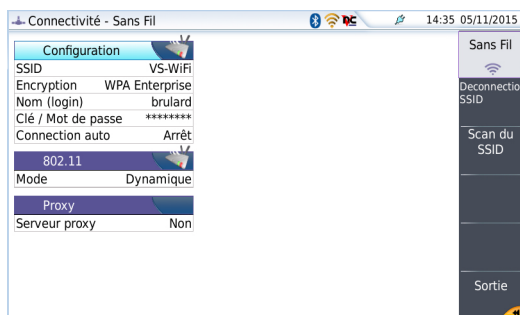 Connectivité - Sans Fil
14:35 05/11/2015
Configuration
SSID VS-WiFi
Encryption WPA Enterprise
Nom (login) brulard
Clé / Mot de passe ********
Connection auto Arrêt
802.11
Mode Dynamique
Proxy
Serveur proxy Non
Sans Fil
Deconnectio
SSID
Scan du
SSID
Sortie